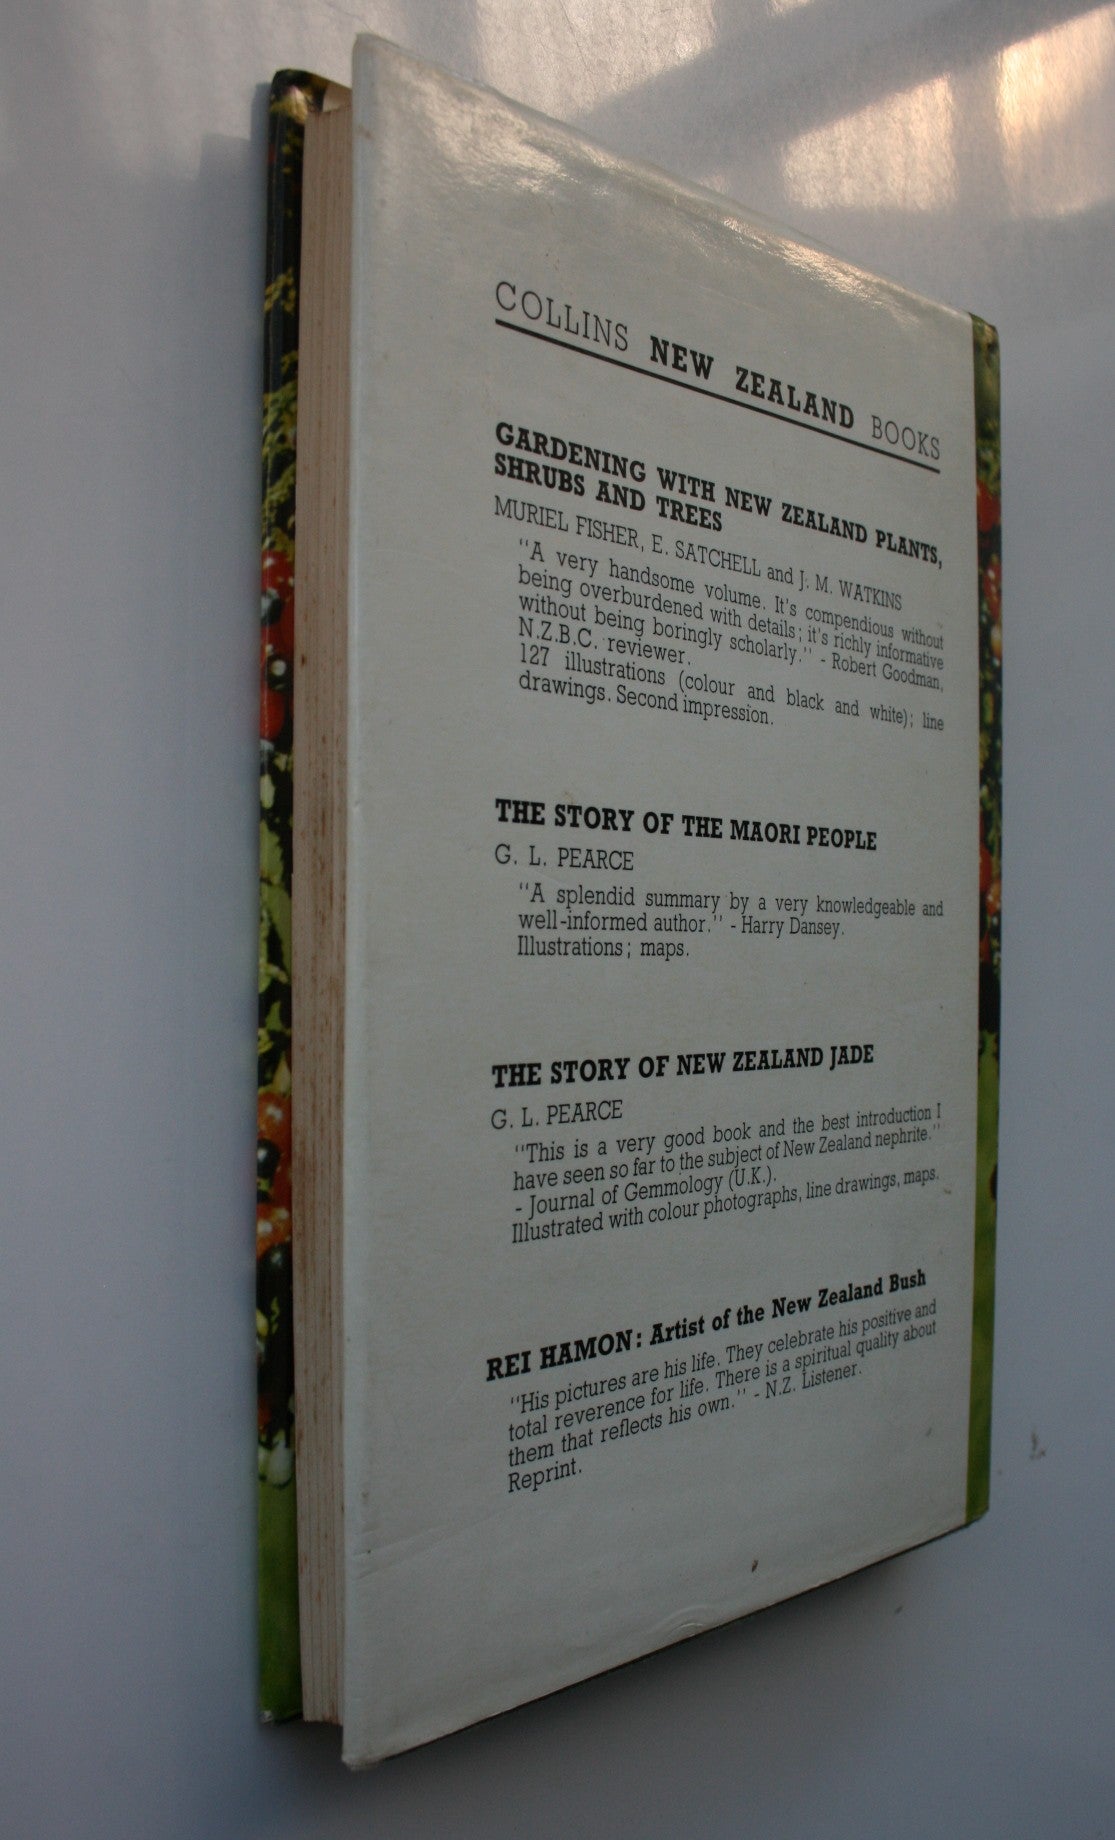 COLLINS NEW ZEALAND BOOKS
GARDENING WITH NEW ZEALAND PLANTS,
SHRUBS AND TREES
MURIEL FISHER, E. SATCHELL and J. M. WATKINS
"A very handsome volume. It's compendious without
being overburdened with details; it's richly informative
without being boringly scholarly." - Robert Goodman,
N.Z.B.C. reviewer.
127 illustrations (colour and black and white); line
drawings. Second impression.
THE STORY OF THE MAORI PEOPLE
G. L. PEARCE
"A splendid summary by a very knowledgeable and
well-informed author." - Harry Dansey.
Illustrations; maps.
THE STORY OF NEW ZEALAND JADE
G. L. PEARCE
"This is a very good book and the best introduction I
have seen so far to the subject of New Zealand nephrite."
- Journal of Gemmology (U.K.).
Illustrated with colour photographs, line drawings, maps.
REI HAMON: Artist of the New Zealand Bush
"His pictures are his life. They celebrate his positive and
total reverence for life. There is a spiritual quality about
them that reflects his own." - N.Z. Listener.
Reprint.